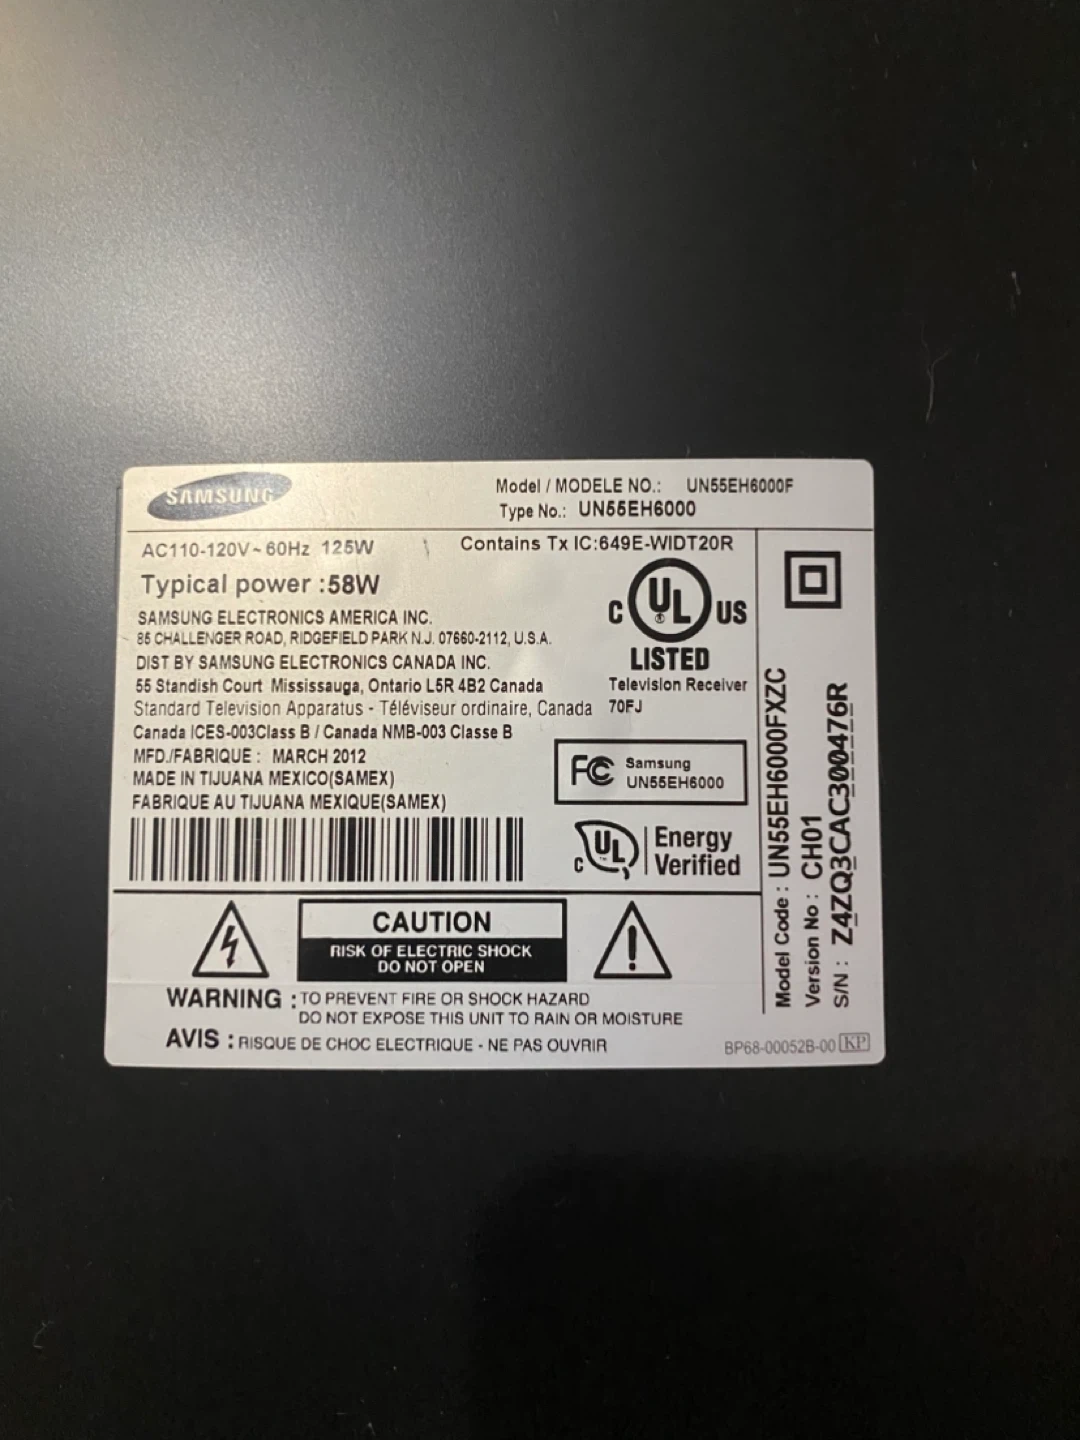 SAMSUNG
Model / MODELE NO.: UN55EH6000F
Type No.: UN55EH6000
AC110-120V~60Hz 125W
Contains Tx IC:649E-WIDT20R
Typical power :58W
SAMSUNG ELECTRONICS AMERICA INC.
85 CHALLENGER ROAD, RIDGEFIELD PARK N.J. 07660-2112, U.S.A.
DIST BY SAMSUNG ELECTRONICS CANADA INC.
55 Standish Court Mississauga, Ontario L5R 4B2 Canada
Standard Television Apparatus - Téléviseur ordinaire, Canada
Canada ICES-003Class B / Canada NMB-003 Classe B
MFD./FABRIQUE : MARCH 2012
MADE IN TIJUANA MEXICO(SAMEX)
FABRIQUE AU TIJUANA MEXIQUE(SAMEX)
C UL ® US
LISTED
Television Receiver
70FJ
FC Samsung
UN55EH6000
C UL ™ Energy
Verified
Model Code : UN55EH6000FXZC
Version No : CH01
S/N : Z4ZQ3CAC300476R
CAUTION
RISK OF ELECTRIC SHOCK
DO NOT OPEN
!
WARNING : TO PREVENT FIRE OR SHOCK HAZARD
DO NOT EXPOSE THIS UNIT TO RAIN OR MOISTURE
AVIS : RISQUE DE CHOC ELECTRIQUE - NE PAS OUVRIR
BP68-00052B-00 KP